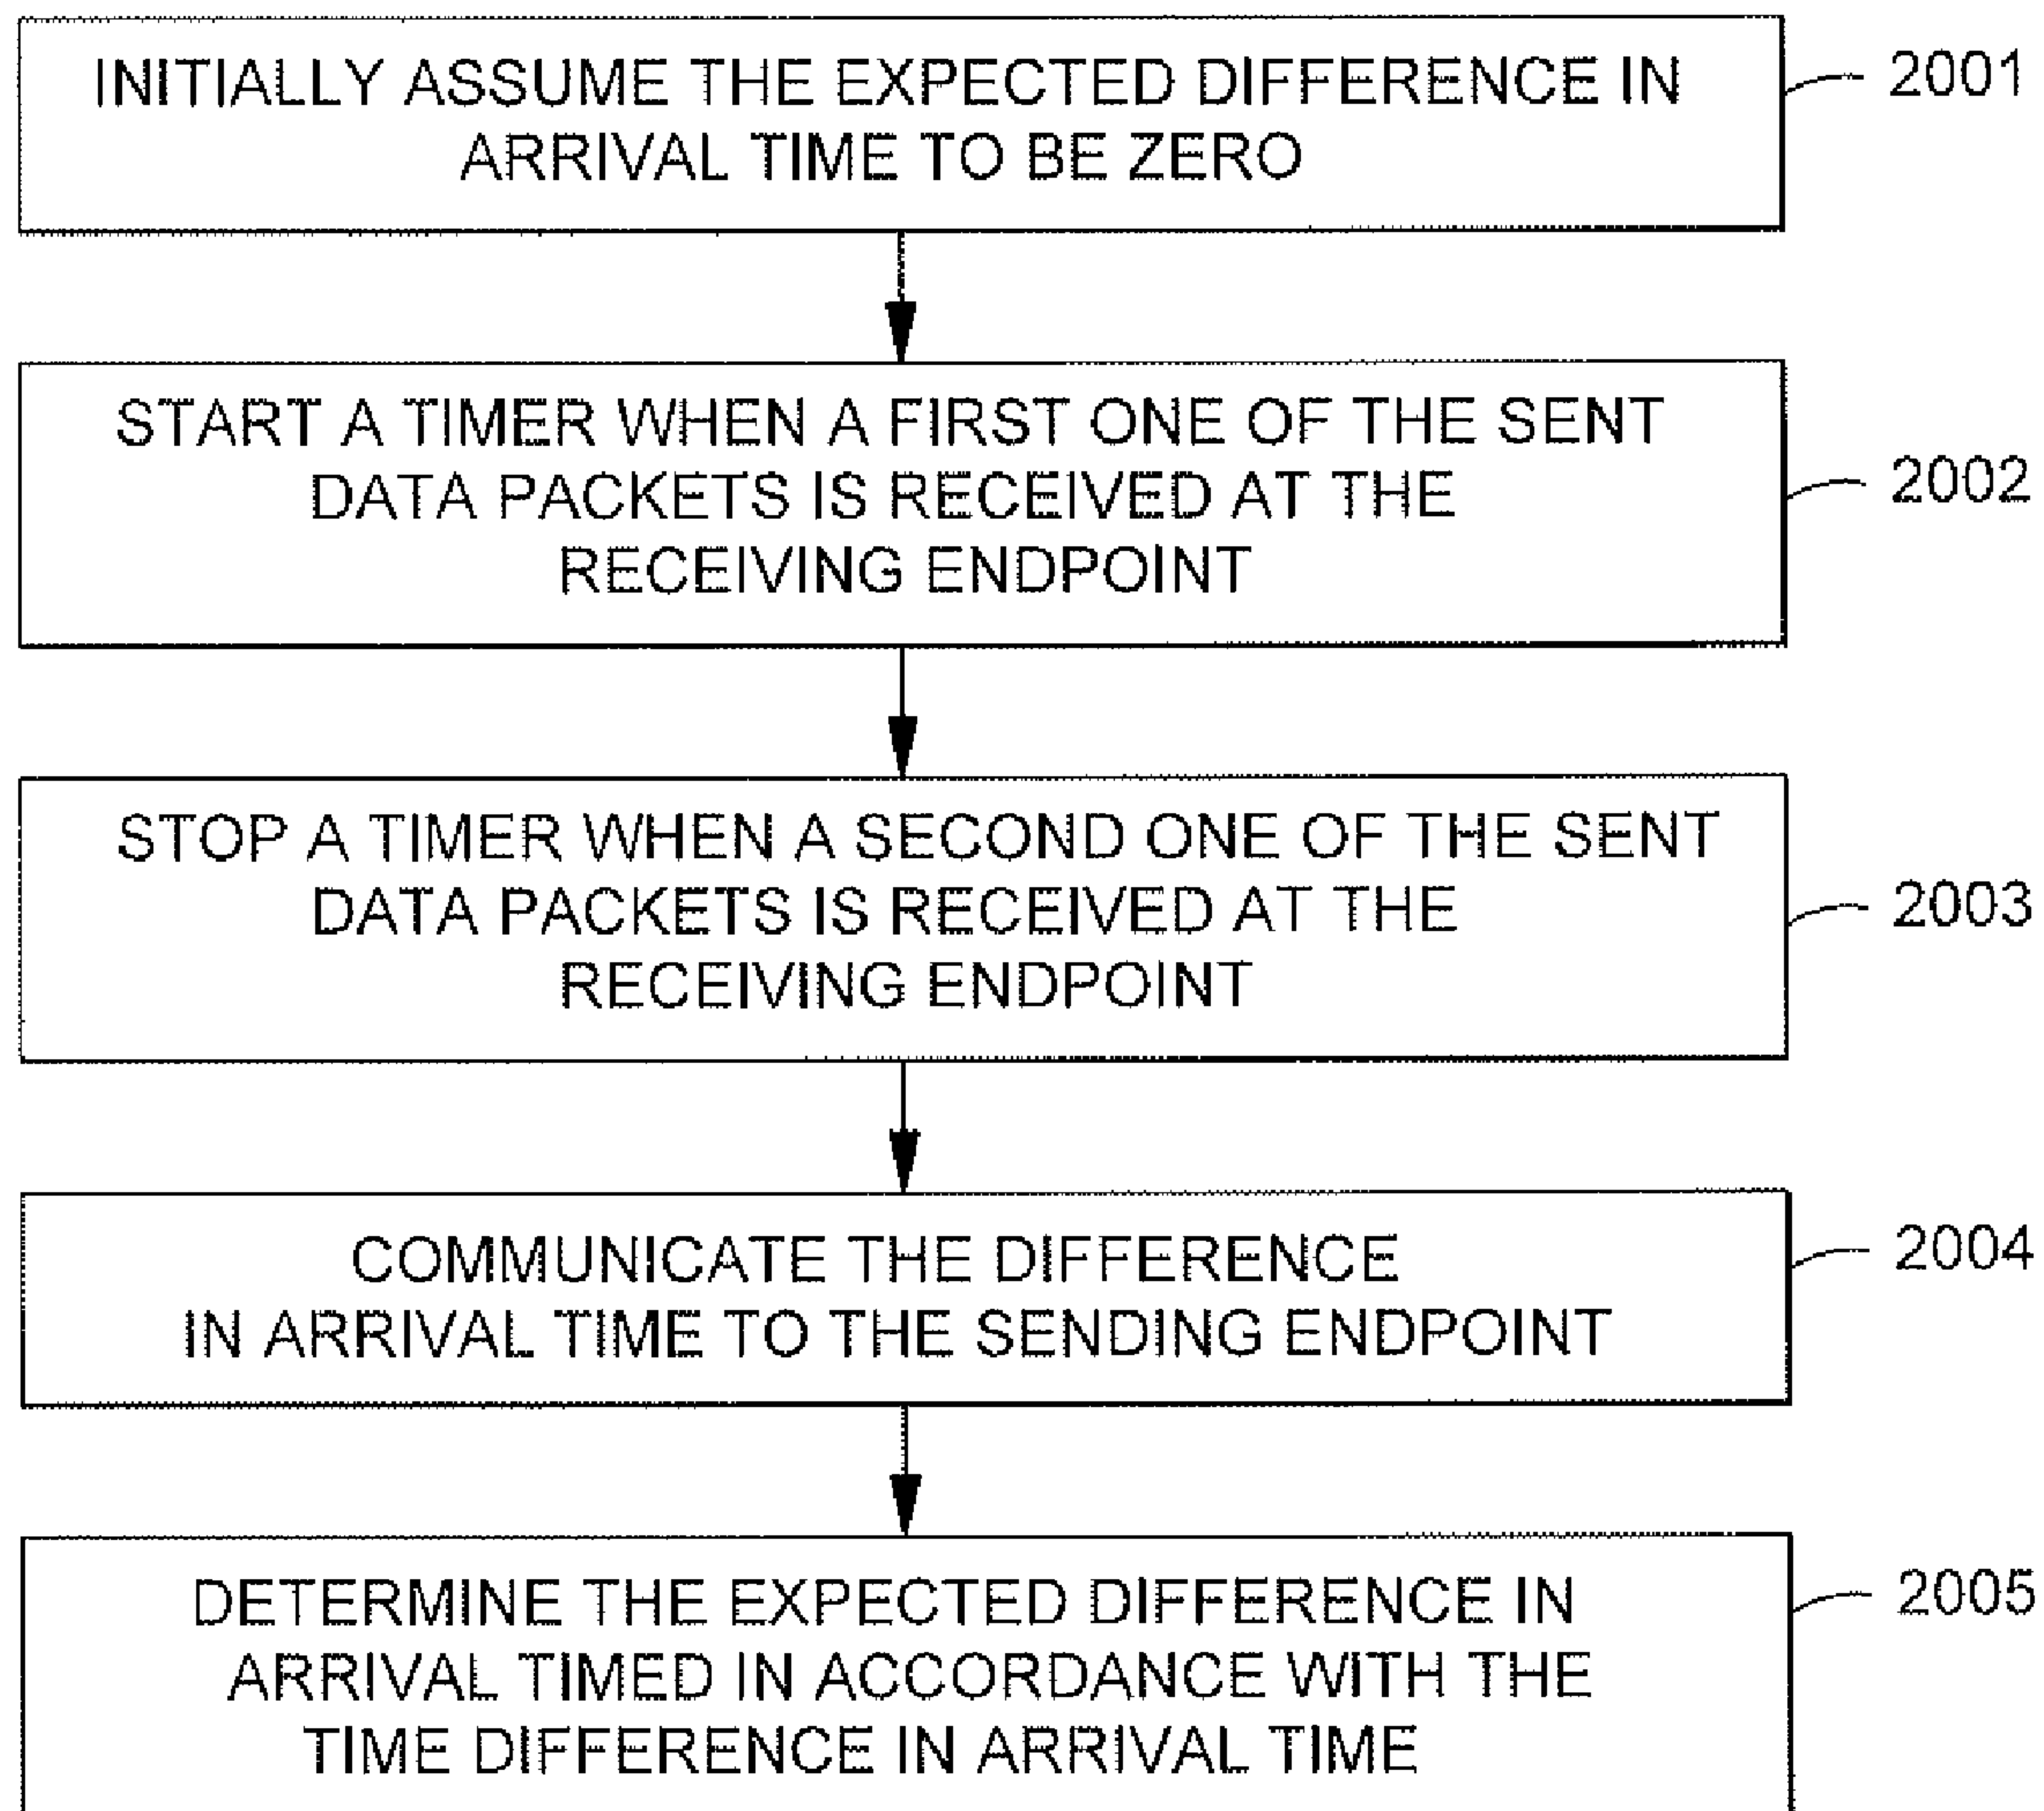 INITIALLY ASSUME THE EXPECTED DIFFERENCE IN
ARRIVAL TIME TO BE ZERO
2001
START A TIMER WHEN A FIRST ONE OF THE SENT
DATA PACKETS IS RECEIVED AT THE
RECEIVING ENDPOINT
2002
STOP A TIMER WHEN A SECOND ONE OF THE SENT
DATA PACKETS IS RECEIVED AT THE
RECEIVING ENDPOINT
2003
COMMUNICATE THE DIFFERENCE
IN ARRIVAL TIME TO THE SENDING ENDPOINT
2004
DETERMINE THE EXPECTED DIFFERENCE IN
ARRIVAL TIMED IN ACCORDANCE WITH THE
TIME DIFFERENCE IN ARRIVAL TIME
2005